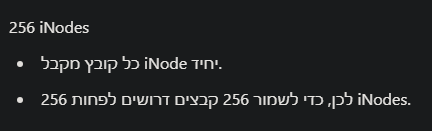 256 iNodes
• כל קובץ מקבל iNode יחיד.
• לכן, כדי לשמור 256 קבצים דרושים לפחות 256 iNodes.